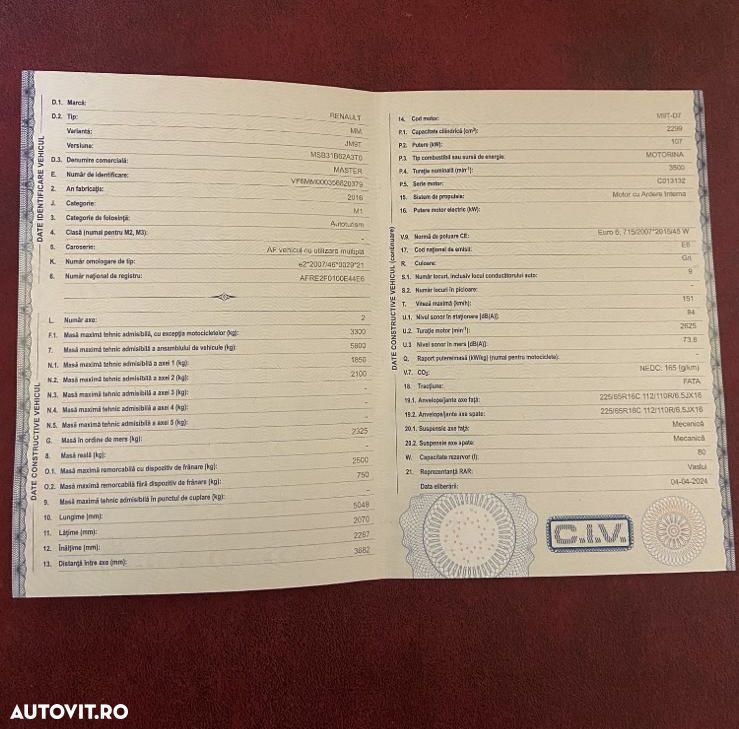 DATE IDENTIFICARE VEHICUL
D.1. Marcă: RENAULT
D.2. Tip: MM
Varianta: JM9T
Versiune: MSB31B62A3T0
D.3. Denumire comercială: MASTER
E. Număr de identificare: VF6MM000356820379
2. An fabricație: 2016
J. Categorie: M1
3. Categorie de folosință: Autoturism
4. Clasă (numai pentru M2, M3): -
5. Caroserie: AF vehicul cu utilizare multiplă
K. Număr omologare de tip: e2*2007/46*0029*21
6. Număr național de registru: AFRE2F0100E44E6
DATE CONSTRUCTIVE VEHICUL
L. Număr axe: 2
F.1. Masă maximă tehnic admisibilă, cu excepția motocicletelor (kg): 3300
7. Masă maximă tehnic admisibilă a ansamblului de vehicule (kg): 5800
N.1. Masă maximă tehnic admisibilă a axei 1 (kg): 1850
N.2. Masă maximă tehnic admisibilă a axei 2 (kg): 2100
N.3. Masă maximă tehnic admisibilă a axei 3 (kg): -
N.4. Masă maximă tehnic admisibilă a axei 4 (kg): -
N.5. Masă maximă tehnic admisibilă a axei 5 (kg): -
G. Masă în ordine de mers (kg): 2325
8. Masă reală (kg): -
O.1. Masă maximă remorcabilă cu dispozitiv de frânare (kg): 2500
O.2. Masă maximă remorcabilă fără dispozitiv de frânare (kg): 750
9. Masă maximă tehnic admisibilă în punctul de cuplare (kg): -
10. Lungime (mm): 5048
11. Lățime (mm): 2070
12. Înălțime (mm): 2287
13. Distanță între axe (mm): 3682
DATE CONSTRUCTIVE VEHICUL (continuare)
14. Cod motor: M9T-D7
P.1. Capacitate cilindrică (cm³): 2299
P.2. Putere (kW): 107
P.3 Tip combustibil sau sursă de energie: MOTORINA
P.4 Turație nominală (min⁻¹): 3500
P.5. Serie motor: C013132
15. Sistem de propulsie: Motor cu Ardere Interna
16. Putere motor electric (kW):
V.9. Normă de poluare CE: Euro 6, 715/2007*2015/45 W
17. Cod național de emisii: E6
R. Culoare: Gri
S.1. Număr locuri, inclusiv locul conducătorului auto: 9
S.2. Număr locuri în picioare: -
T. Viteză maximă (km/h): 151
U.1. Nivel sonor în staționare [dB(A)]: 84
U.2. Turație motor (min⁻¹): 2625
U.3 Nivel sonor în mers [dB(A)]: 73.8
Q. Raport putere/masă (kW/kg) (numai pentru motociclete): -
V.7. CO₂: NEDC: 165 (g/km)
18. Tracțiune: FATA
19.1. Anvelope/jante axe față: 225/65R16C 112/110R/6,5JX16
19.2. Anvelope/jante axe spate: 225/65R16C 112/110R/6,5JX16
20.1. Suspensie axe față: Mecanică
20.2. Suspensie axe spate: Mecanică
W. Capacitate rezervor (l): 80
21. Reprezentanță RAR: Vaslui
Data eliberării: 04-04-2024
C.I.V.
AUTOVIT.RO